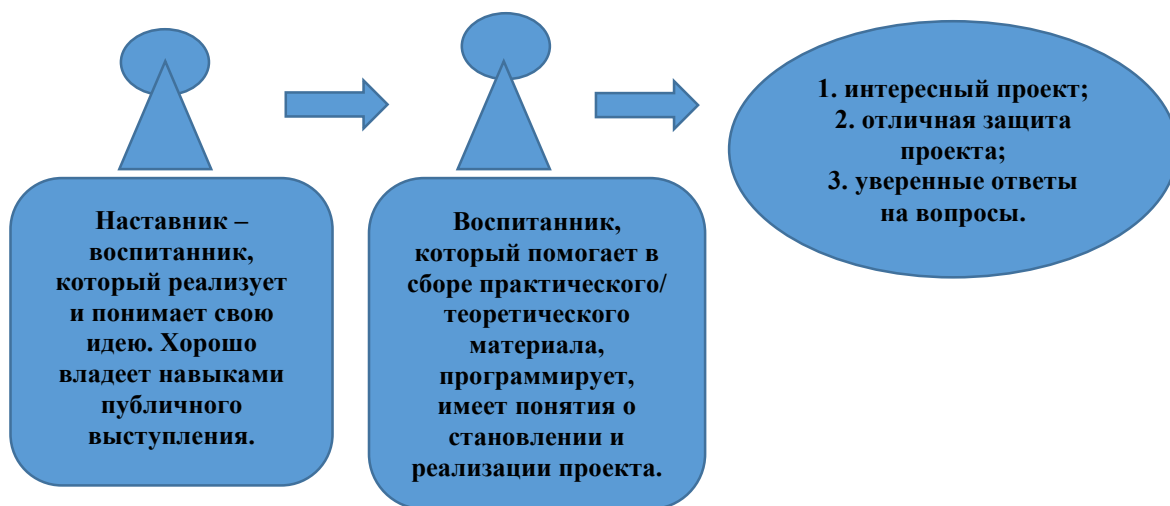 Наставник –
воспитанник,
который реализует
и понимает свою
идею. Хорошо
владеет навыками
публичного
выступления.
Воспитанник,
который помогает в
сборе практического/
теоретического
материала,
программирует,
имеет понятия о
становлении и
реализации проекта.
1. интересный проект;
2. отличная защита
проекта;
3. уверенные ответы
на вопросы.